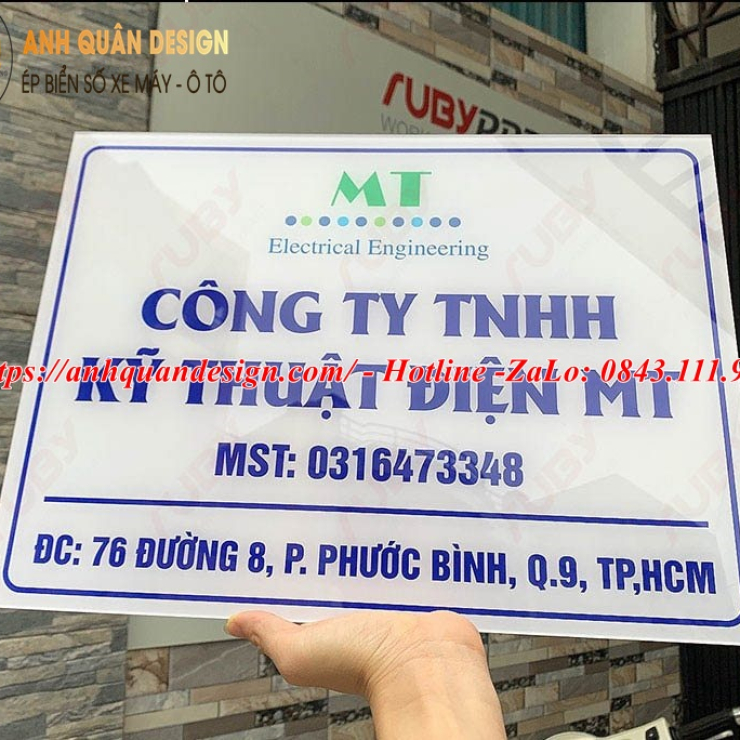 ANH QUÂN DESIGN
ÉP BIỂN SỐ XE MÁY - Ô TÔ
RUBY
MT
Electrical Engineering
CÔNG TY TNHH
https://anhquandesign.com/ - Hotline -ZaLo: 0843.111.9
KỸ THUẬT ĐIỆN MT
MST: 0316473348
ĐC: 76 ĐƯỜNG 8, P. PHƯỚC BÌNH, Q.9, TP,HCM